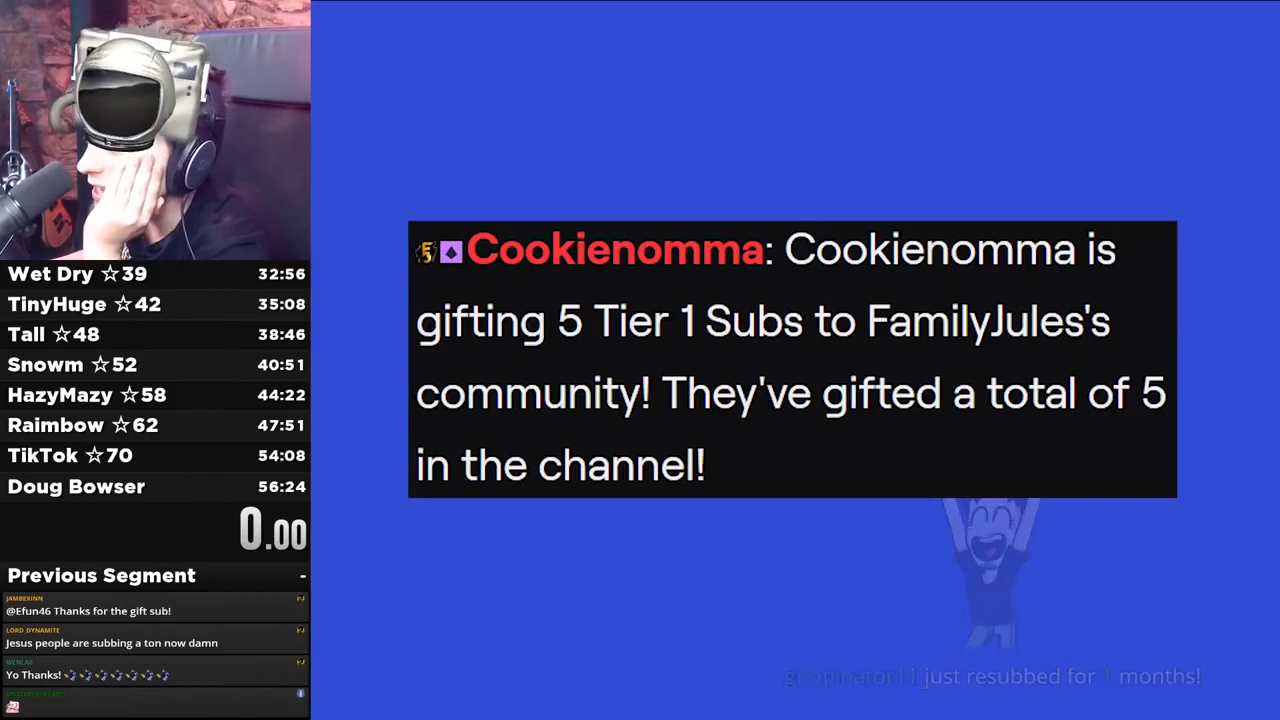 Wet Dry ☆39 32:56
TinyHuge ☆42 35:08
Tall ☆48 38:46
Snowm ☆52 40:51
HazyMazy ☆58 44:22
Raimbow ☆62 47:51
TikTok ☆70 54:08
Doug Bowser 56:24
0.00
Previous Segment -
JAMBEXINN
@Efun46 Thanks for the gift sub!
LORD_DYNAMITE
Jesus people are subbing a ton now damn
WENLAB
Yo Thanks!
Cookienomma: Cookienomma is
gifting 5 Tier 1 Subs to FamilyJules's
community! They've gifted a total of 5
in the channel!
just resubbed for 1 months!